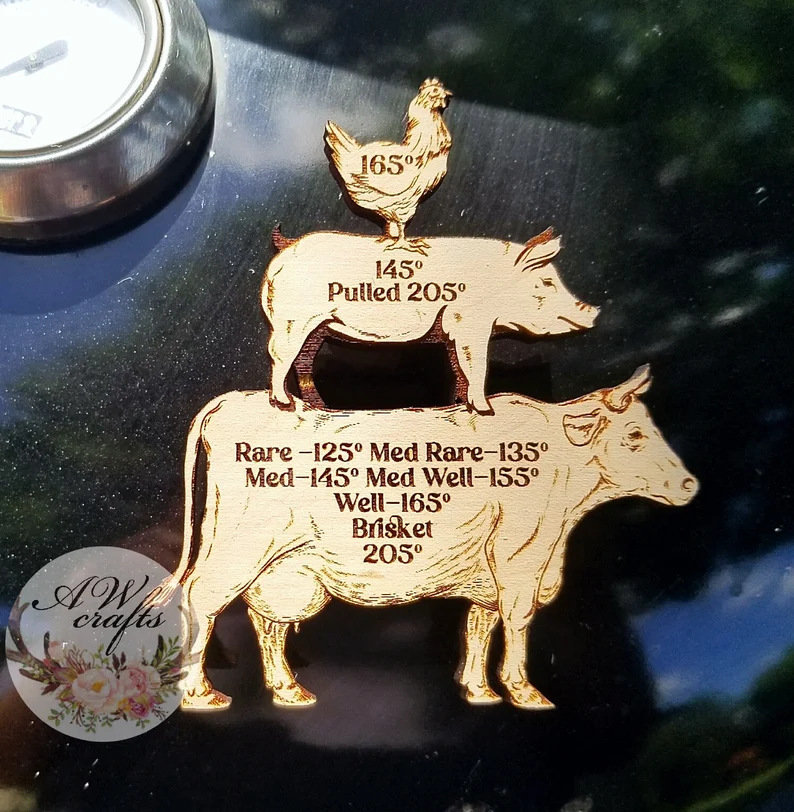 165°
145°
Pulled 205°
Rare –125° Med Rare–135°
Med–145° Med Well–155°
Well–165°
Brisket
205°
AW
crafts